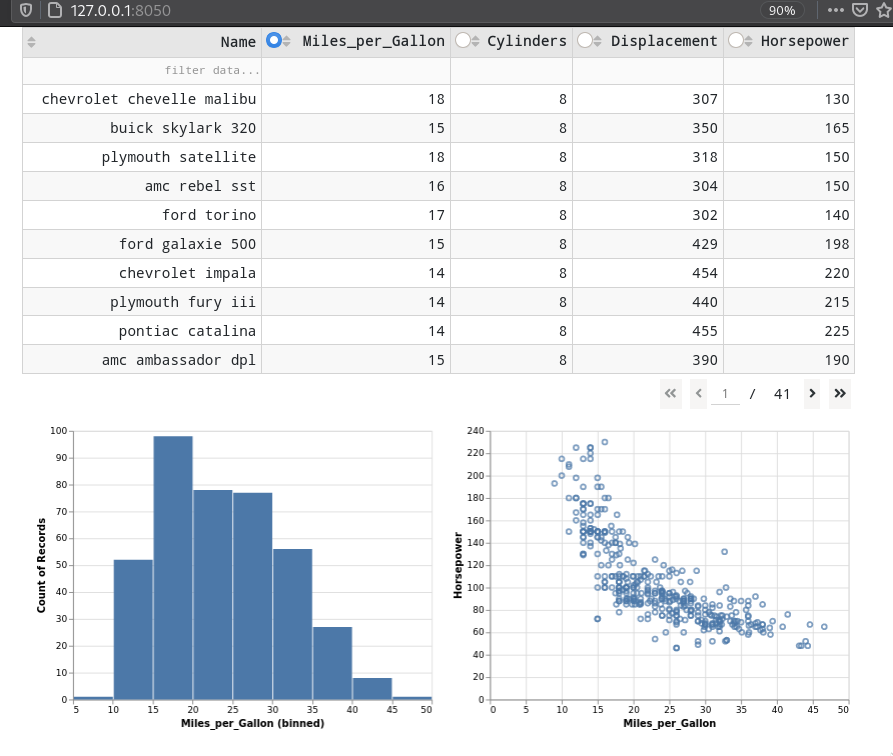 127.0.0.1:8050 90%
Name Miles_per_Gallon Cylinders Displacement Horsepower
filter data...
chevrolet chevelle malibu 18 8 307 130
buick skylark 320 15 8 350 165
plymouth satellite 18 8 318 150
amc rebel sst 16 8 304 150
ford torino 17 8 302 140
ford galaxie 500 15 8 429 198
chevrolet impala 14 8 454 220
plymouth fury iii 14 8 440 215
pontiac catalina 14 8 455 225
amc ambassador dpl 15 8 390 190
1 / 41
100
90
80
70
60
50
40
30
20
10
0
Count of Records
5 10 15 20 25 30 35 40 45 50
Miles_per_Gallon (binned)
240
220
200
180
160
140
120
100
80
60
40
20
0
Horsepower
0 5 10 15 20 25 30 35 40 45 50
Miles_per_Gallon